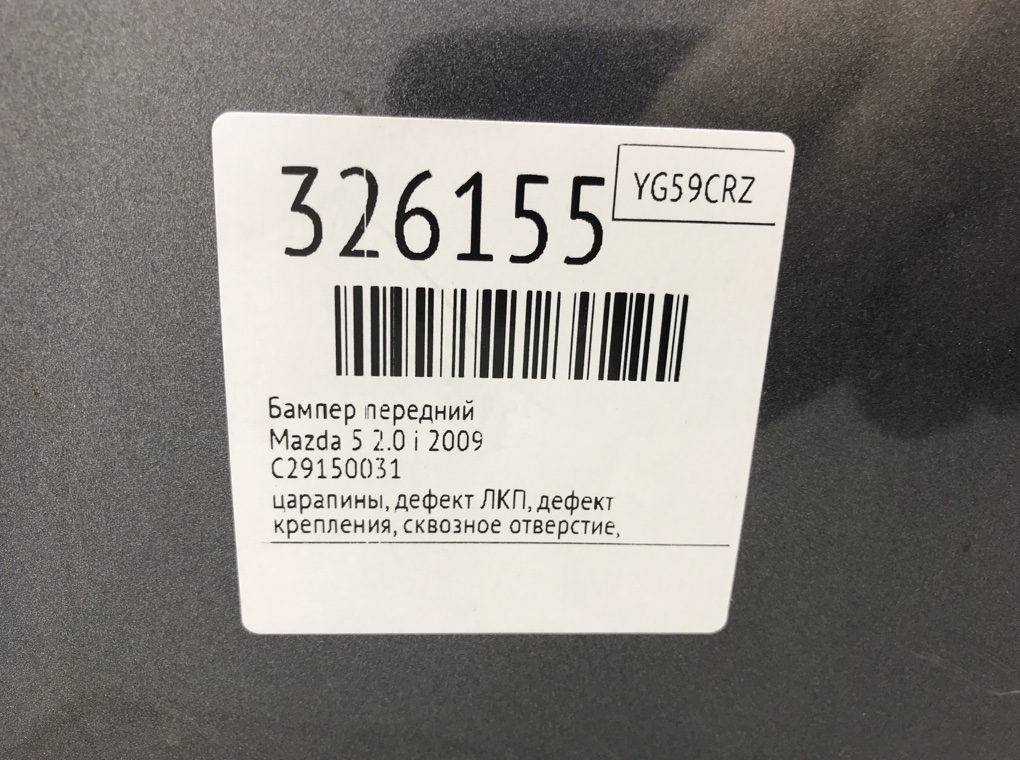 326155
YG59CRZ
Бампер передний
Mazda 5 2.0 i 2009
C29150031
царапины, дефект ЛКП, дефект
крепления, сквозное отверстие,